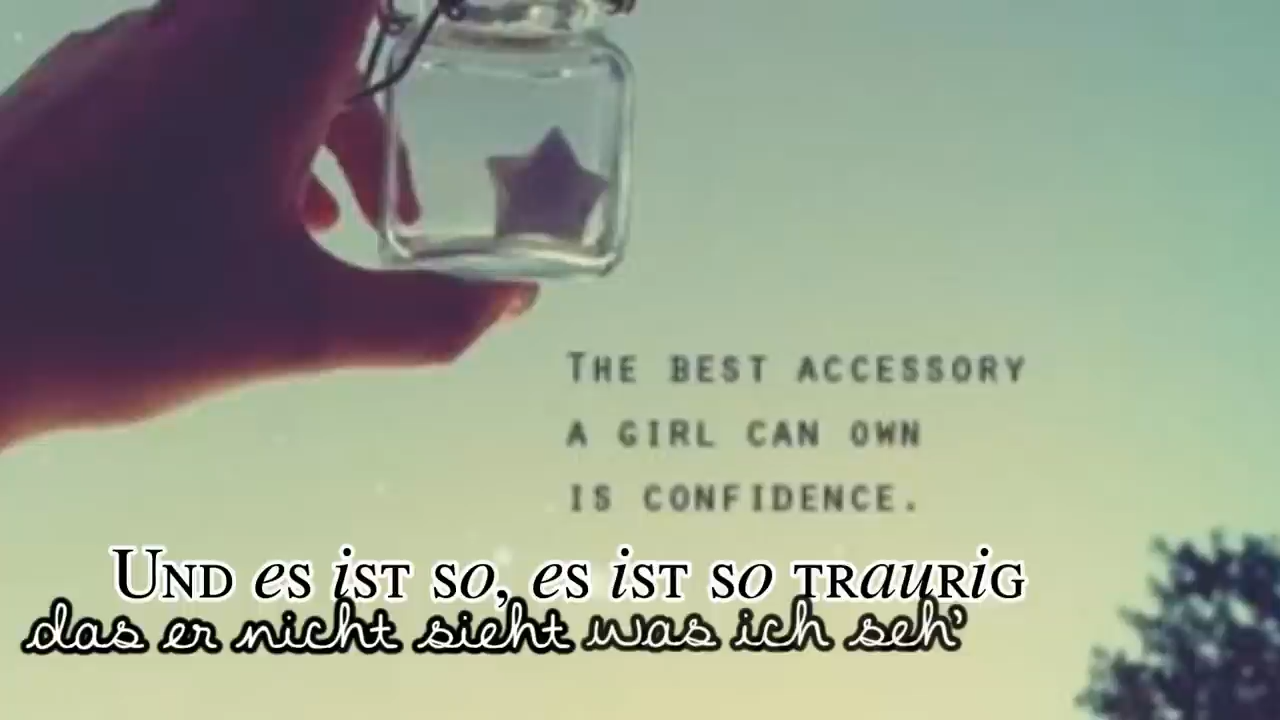 THE BEST ACCESSORY
A GIRL CAN OWN
IS CONFIDENCE.
UND es iST so, es iST so TRauRiG
das er nicht sieht was ich seh'